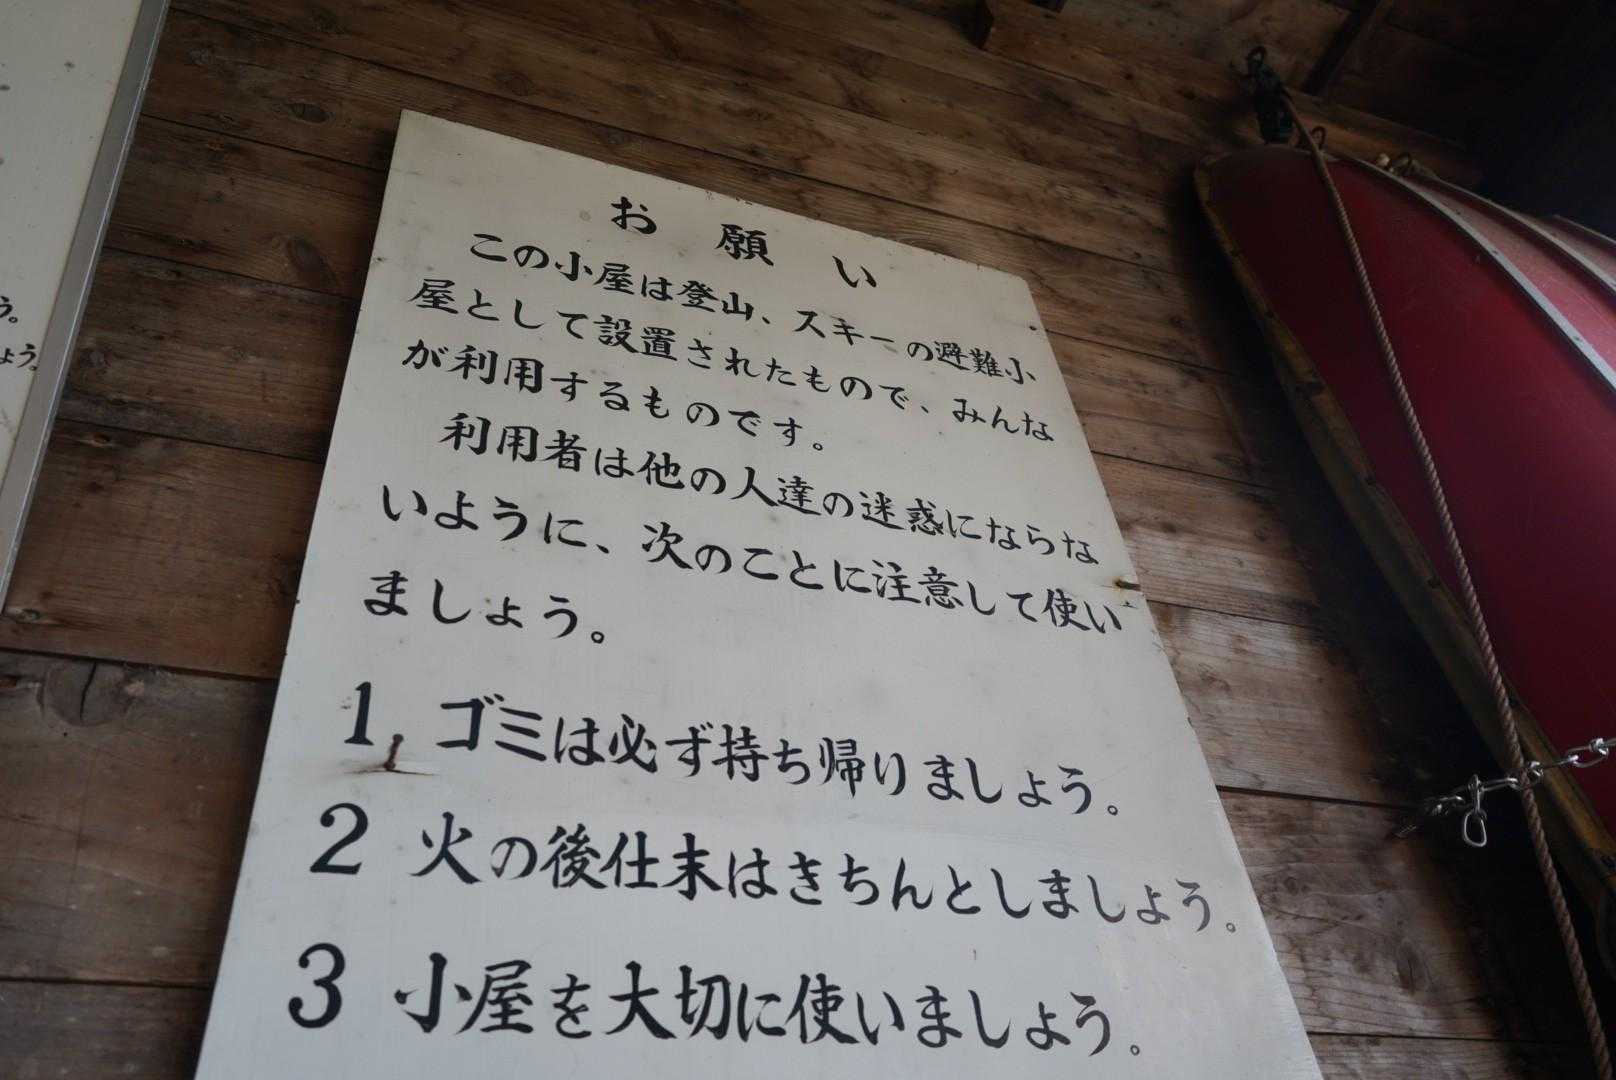 お願い
この小屋は登山、スキーの避難小
屋として設置されたもので、みんな
が利用するものです。
利用者は他の人達の迷惑にならな
いように、次のことに注意して使い
ましょう。
1. ゴミは必ず持ち帰りましょう。
2 火の後仕末はきちんとしましょう。
3 小屋を大切に使いましょう。
う。
ょう。